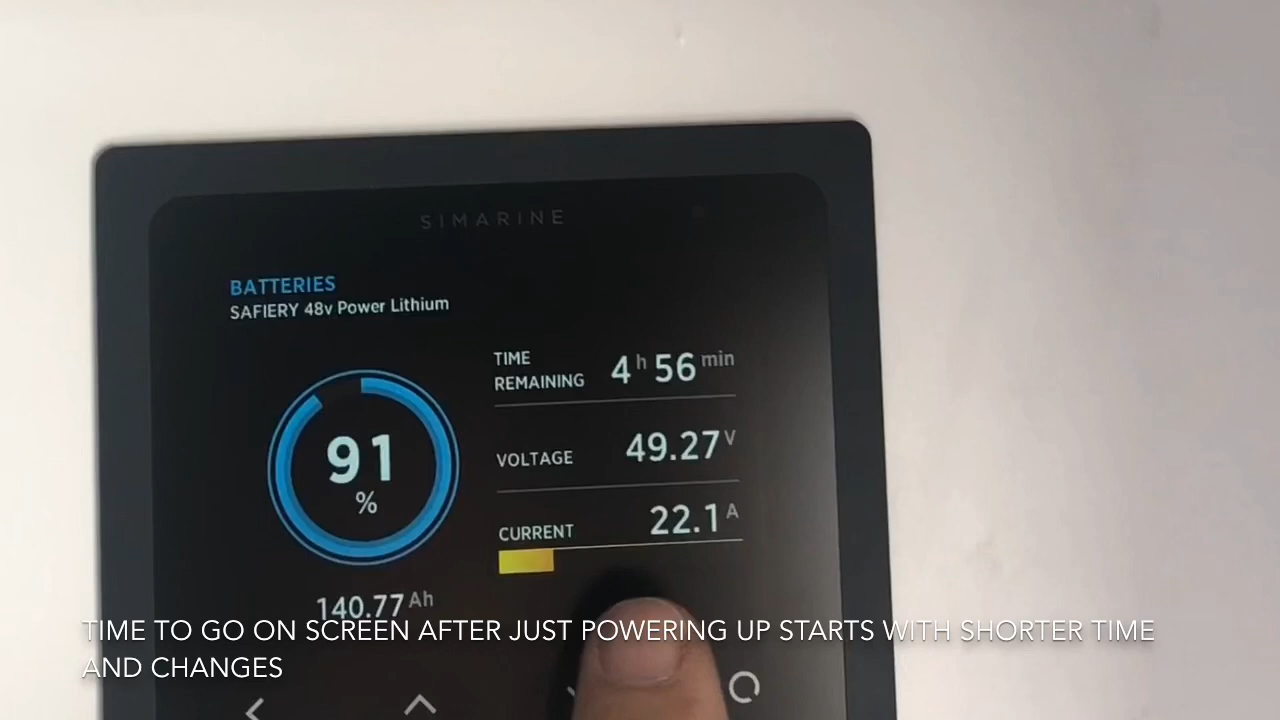 SIMARINE
BATTERIES
SAFIERY 48v Power Lithium
TIME
REMAINING 4 h 56 min
91
%
VOLTAGE 49.27 V
CURRENT 22.1 A
140.77 Ah
TIME TO GO ON SCREEN AFTER JUST POWERING UP STARTS WITH SHORTER TIME
AND CHANGES